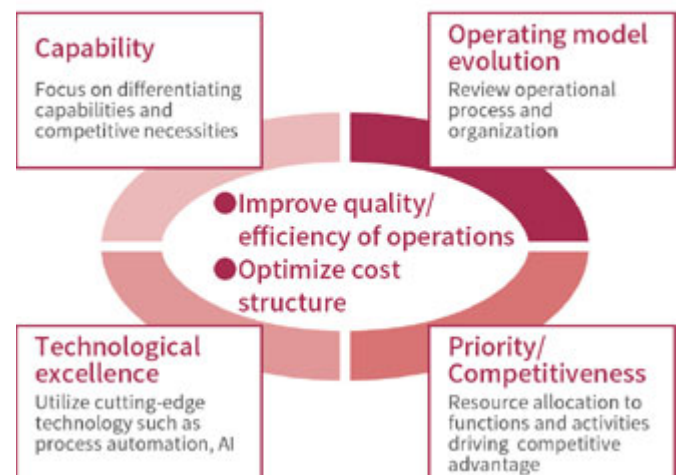 Capability
Focus on differentiating
capabilities and
competitive necessities
Operating model
evolution
Review operational
process and
organization
●Improve quality/
efficiency of operations
●Optimize cost
structure
Technological
excellence
Utilize cutting-edge
technology such as
process automation, AI
Priority/
Competitiveness
Resource allocation to
functions and activities
driving competitive
advantage